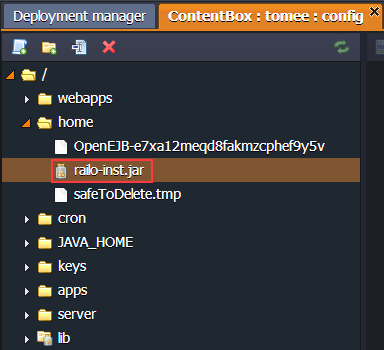 Deployment manager
ContentBox : tomee : config
/
webapps
home
OpenEJB-e7xa12meqd8fakmzcphef9y5v
railo-inst.jar
safeToDelete.tmp
cron
JAVA_HOME
keys
apps
server
lib